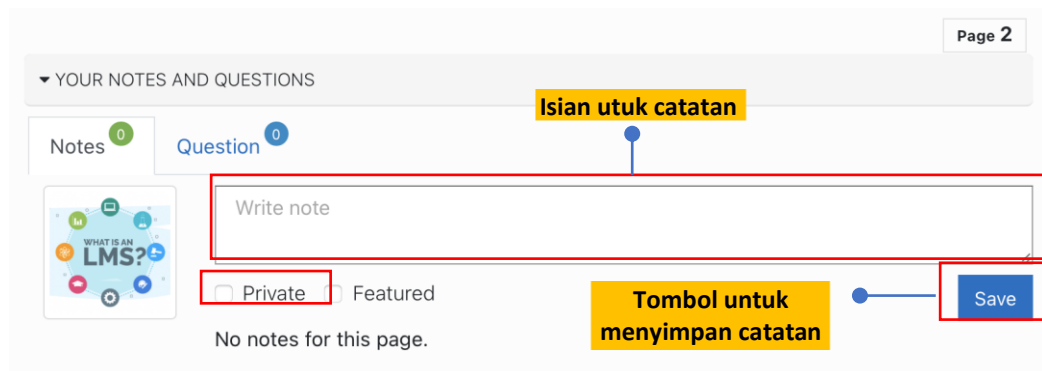 Page 2
YOUR NOTES AND QUESTIONS
Isian utuk catatan
Notes 0 Question 0
Write note
WHAT IS AN
LMS?
Private Featured
Tombol untuk
menyimpan catatan
Save
No notes for this page.